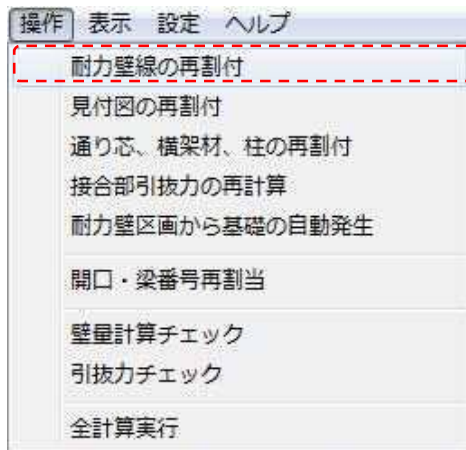 操作 表示 設定 ヘルプ
耐力壁線の再割付
見付図の再割付
通り芯、横架材、柱の再割付
接合部引抜力の再計算
耐力壁区画から基礎の自動発生
開口・梁番号再割当
壁量計算チェック
引抜力チェック
全計算実行